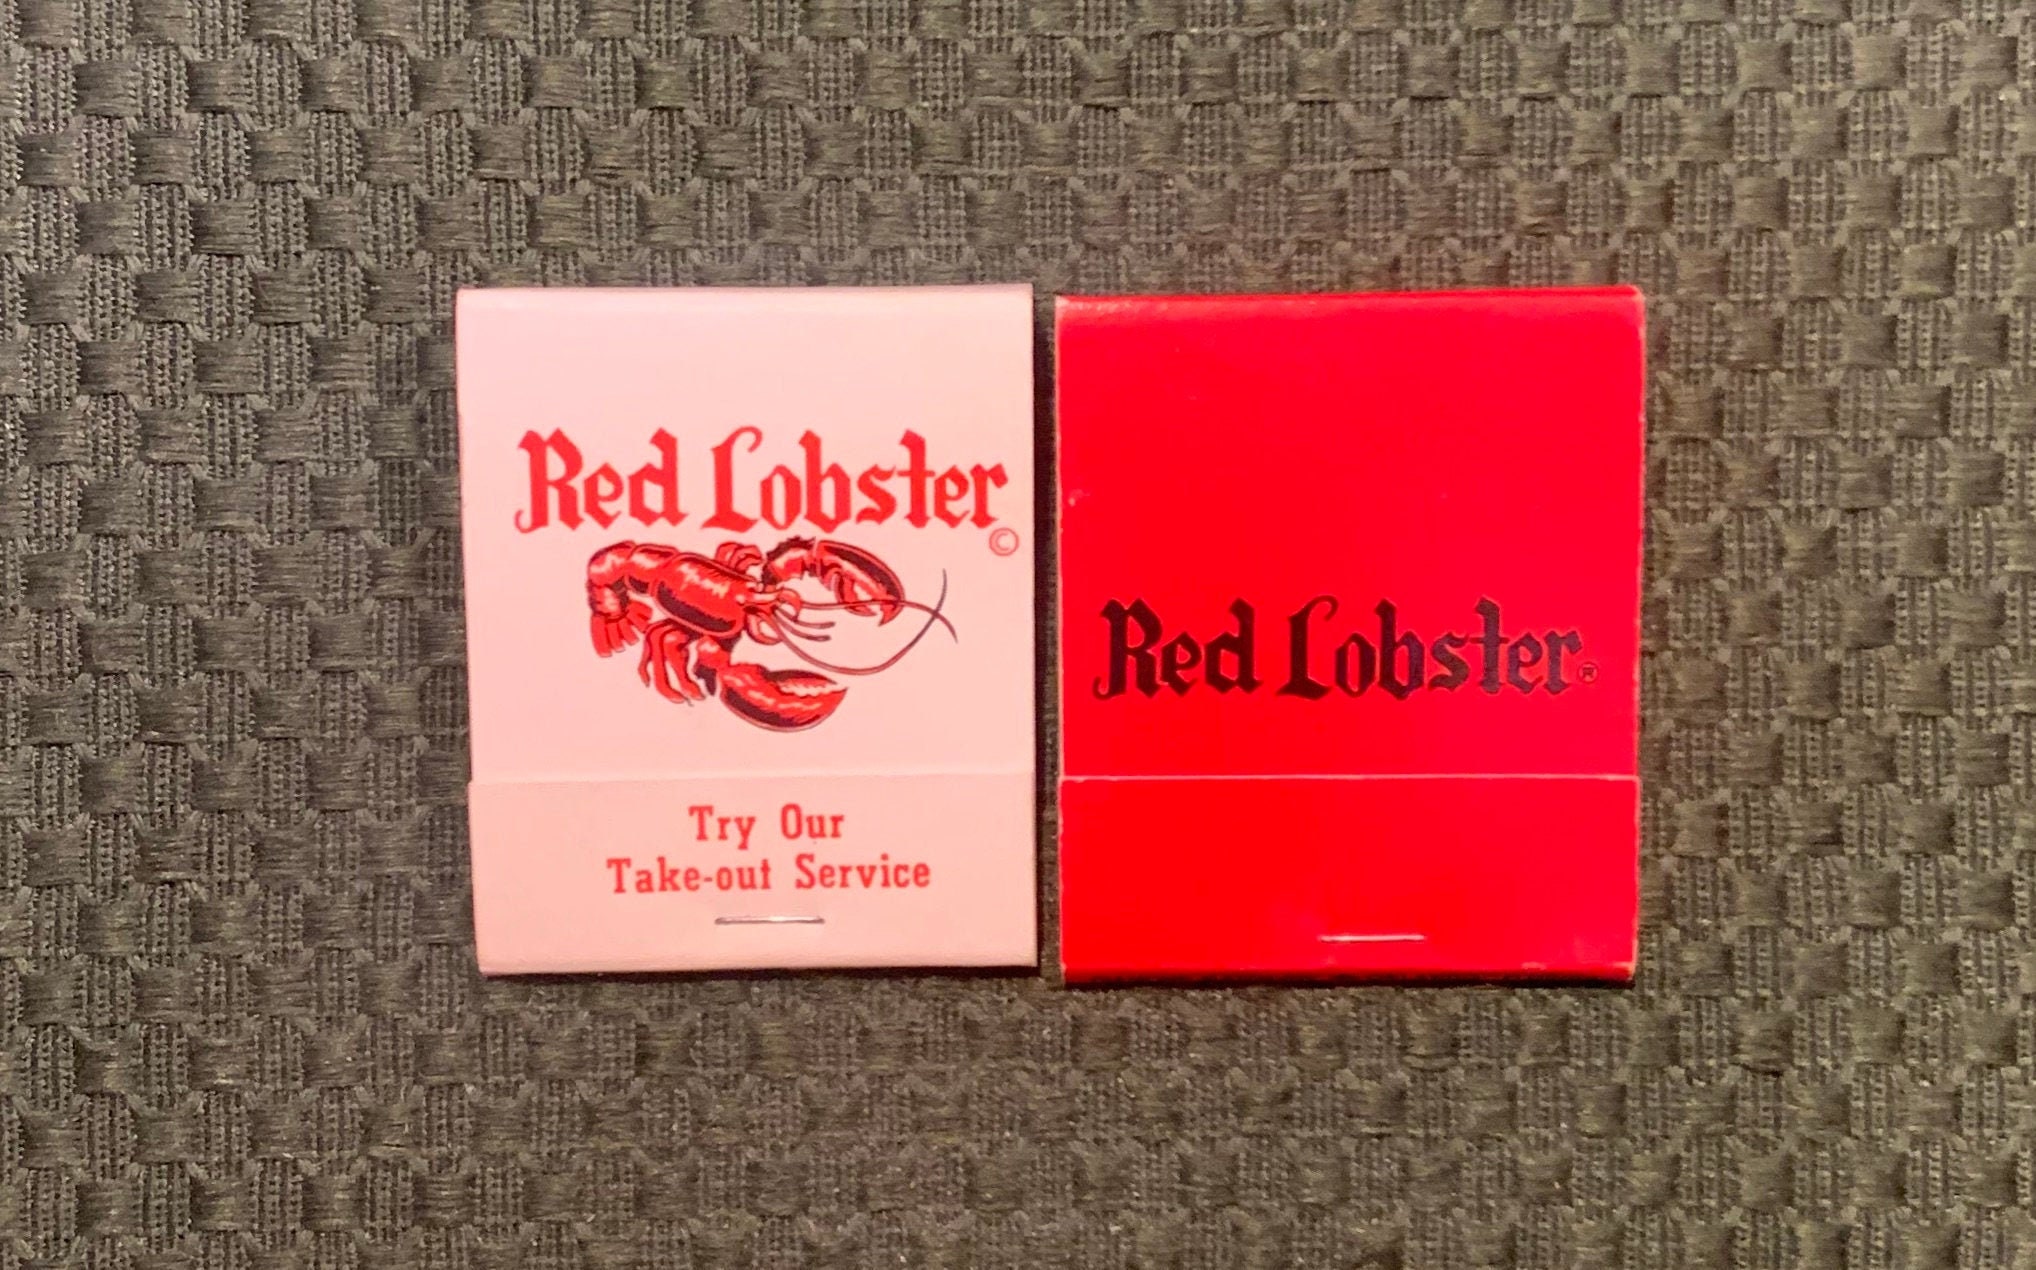 Red Lobster
©
Try Our
Take-out Service
Red Lobster®